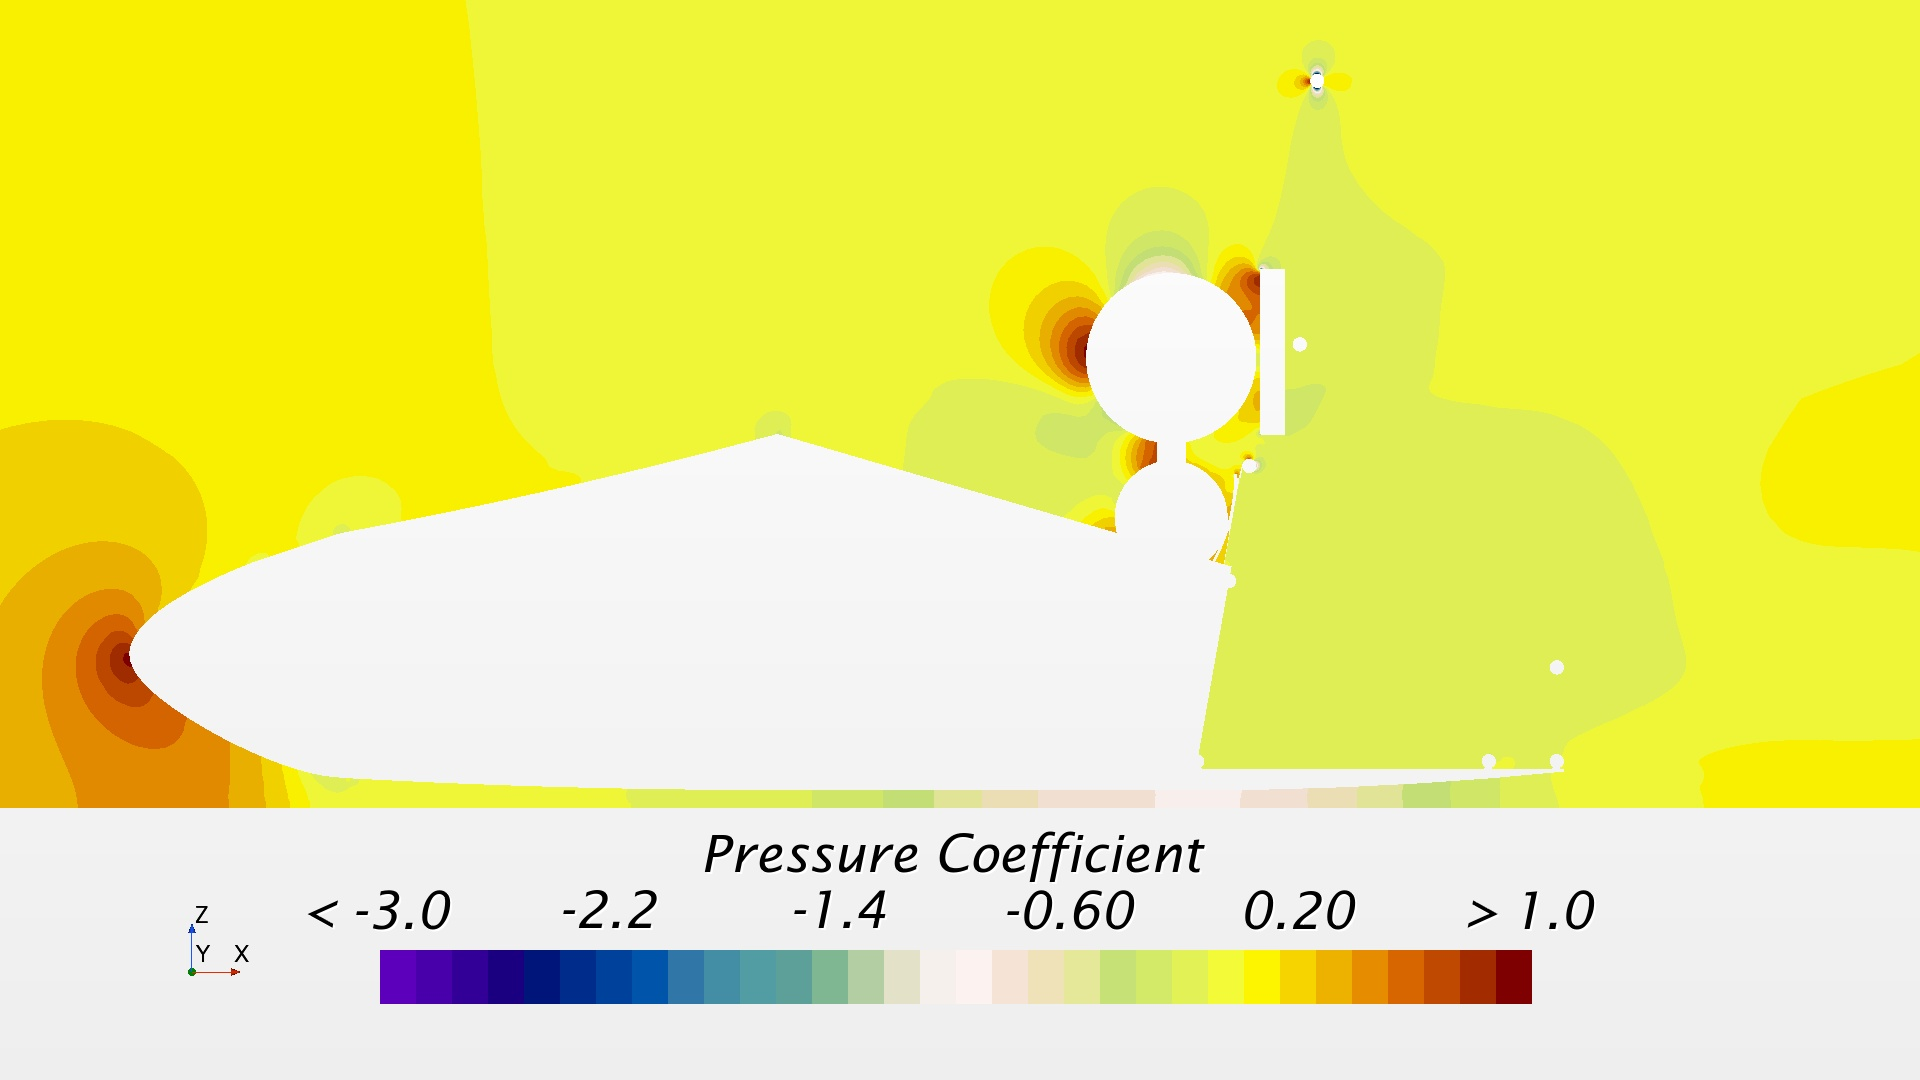 Pressure Coefficient
< -3.0 -2.2 -1.4 -0.60 0.20 > 1.0
Z
Y X